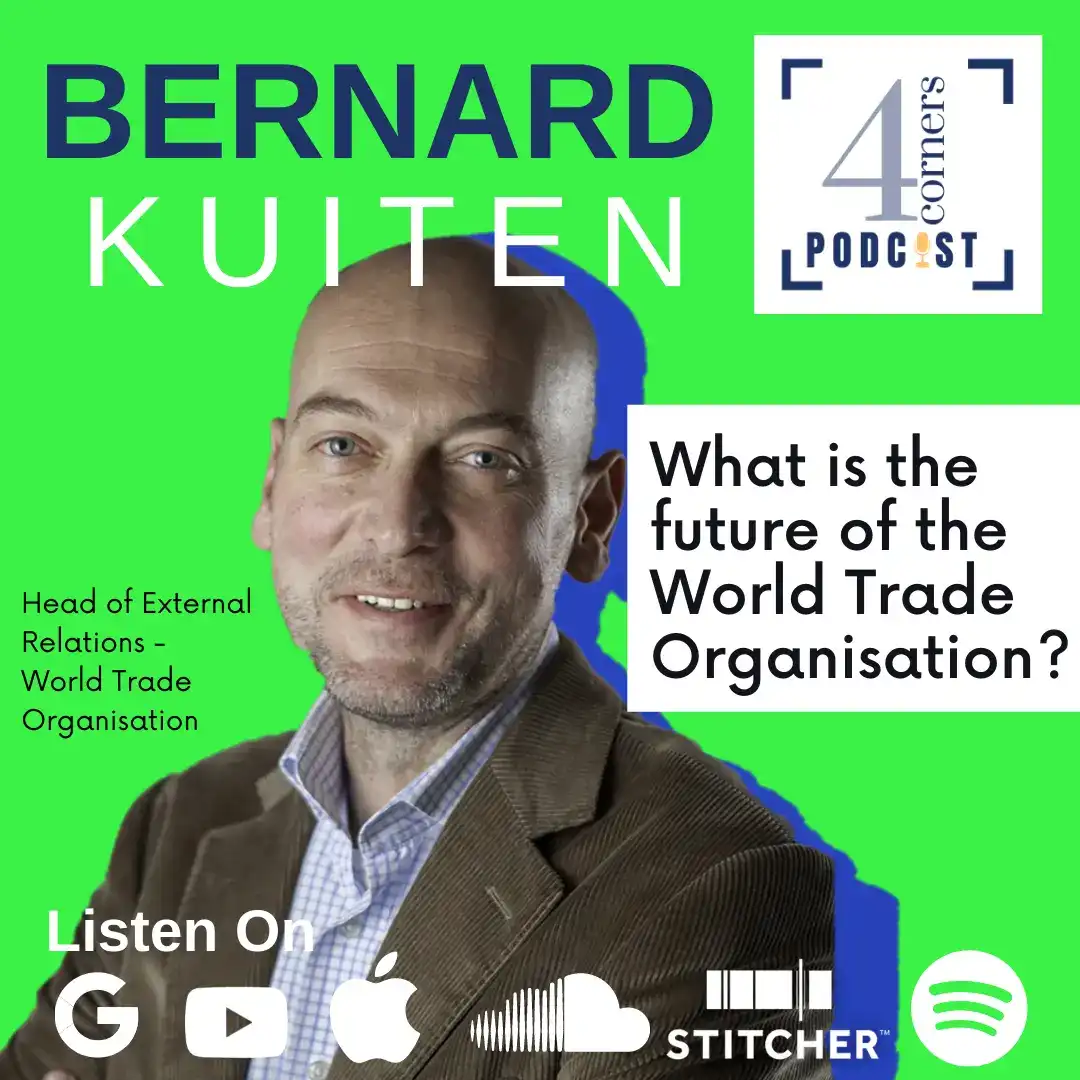 BERNARD
KUITEN
4
corners
PODCAST
What is the
future of the
World Trade
Organisation?
Head of External
Relations -
World Trade
Organisation
Listen On
G
STITCHER™